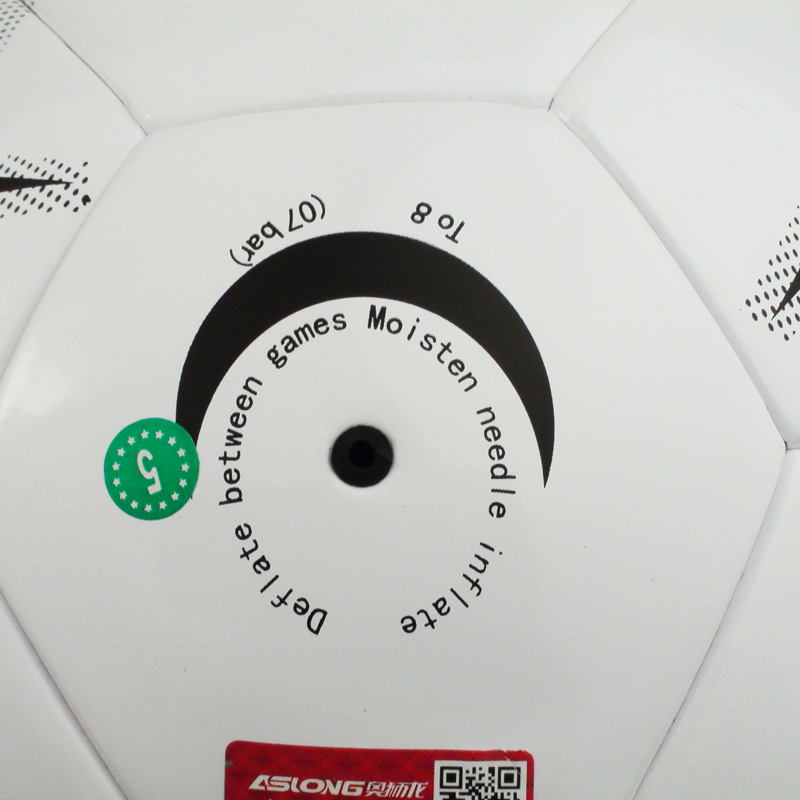 To 8
(07 bar)
Deflate between games Moisten needle inflate
5
ASLONG奥狮龙